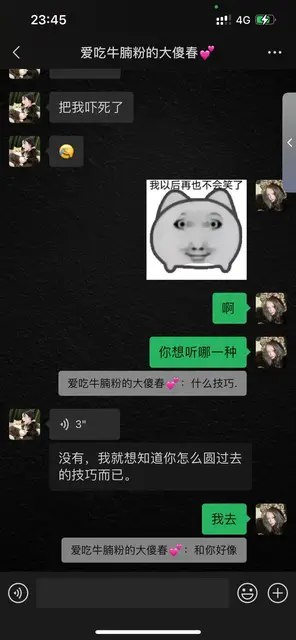 23:45
4G
爱吃牛腩粉的大傻春💕
把我吓死了
我以后再也不会笑了
啊
你想听哪一种
爱吃牛腩粉的大傻春💕：什么技巧.
3"
没有，我就想知道你怎么圆过去
的技巧而已。
我去
爱吃牛腩粉的大傻春💕：和你好像